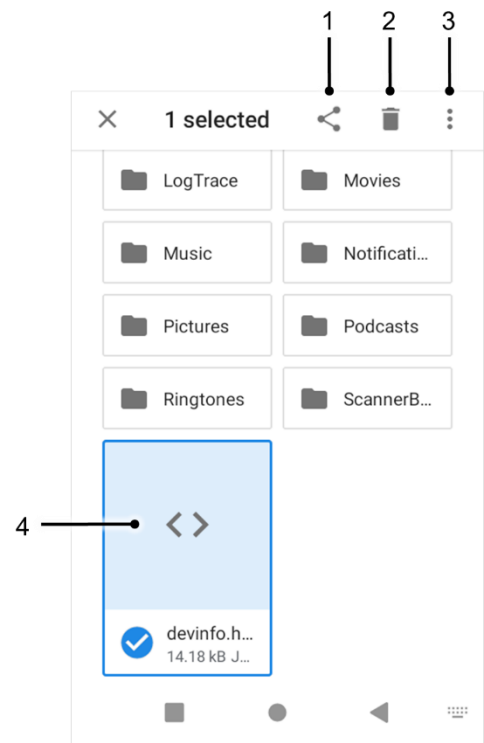 1 2 3
1 selected
LogTrace Movies
Music Notificati...
Pictures Podcasts
Ringtones ScannerB...
4
devinfo.h...
14.18 kB J...